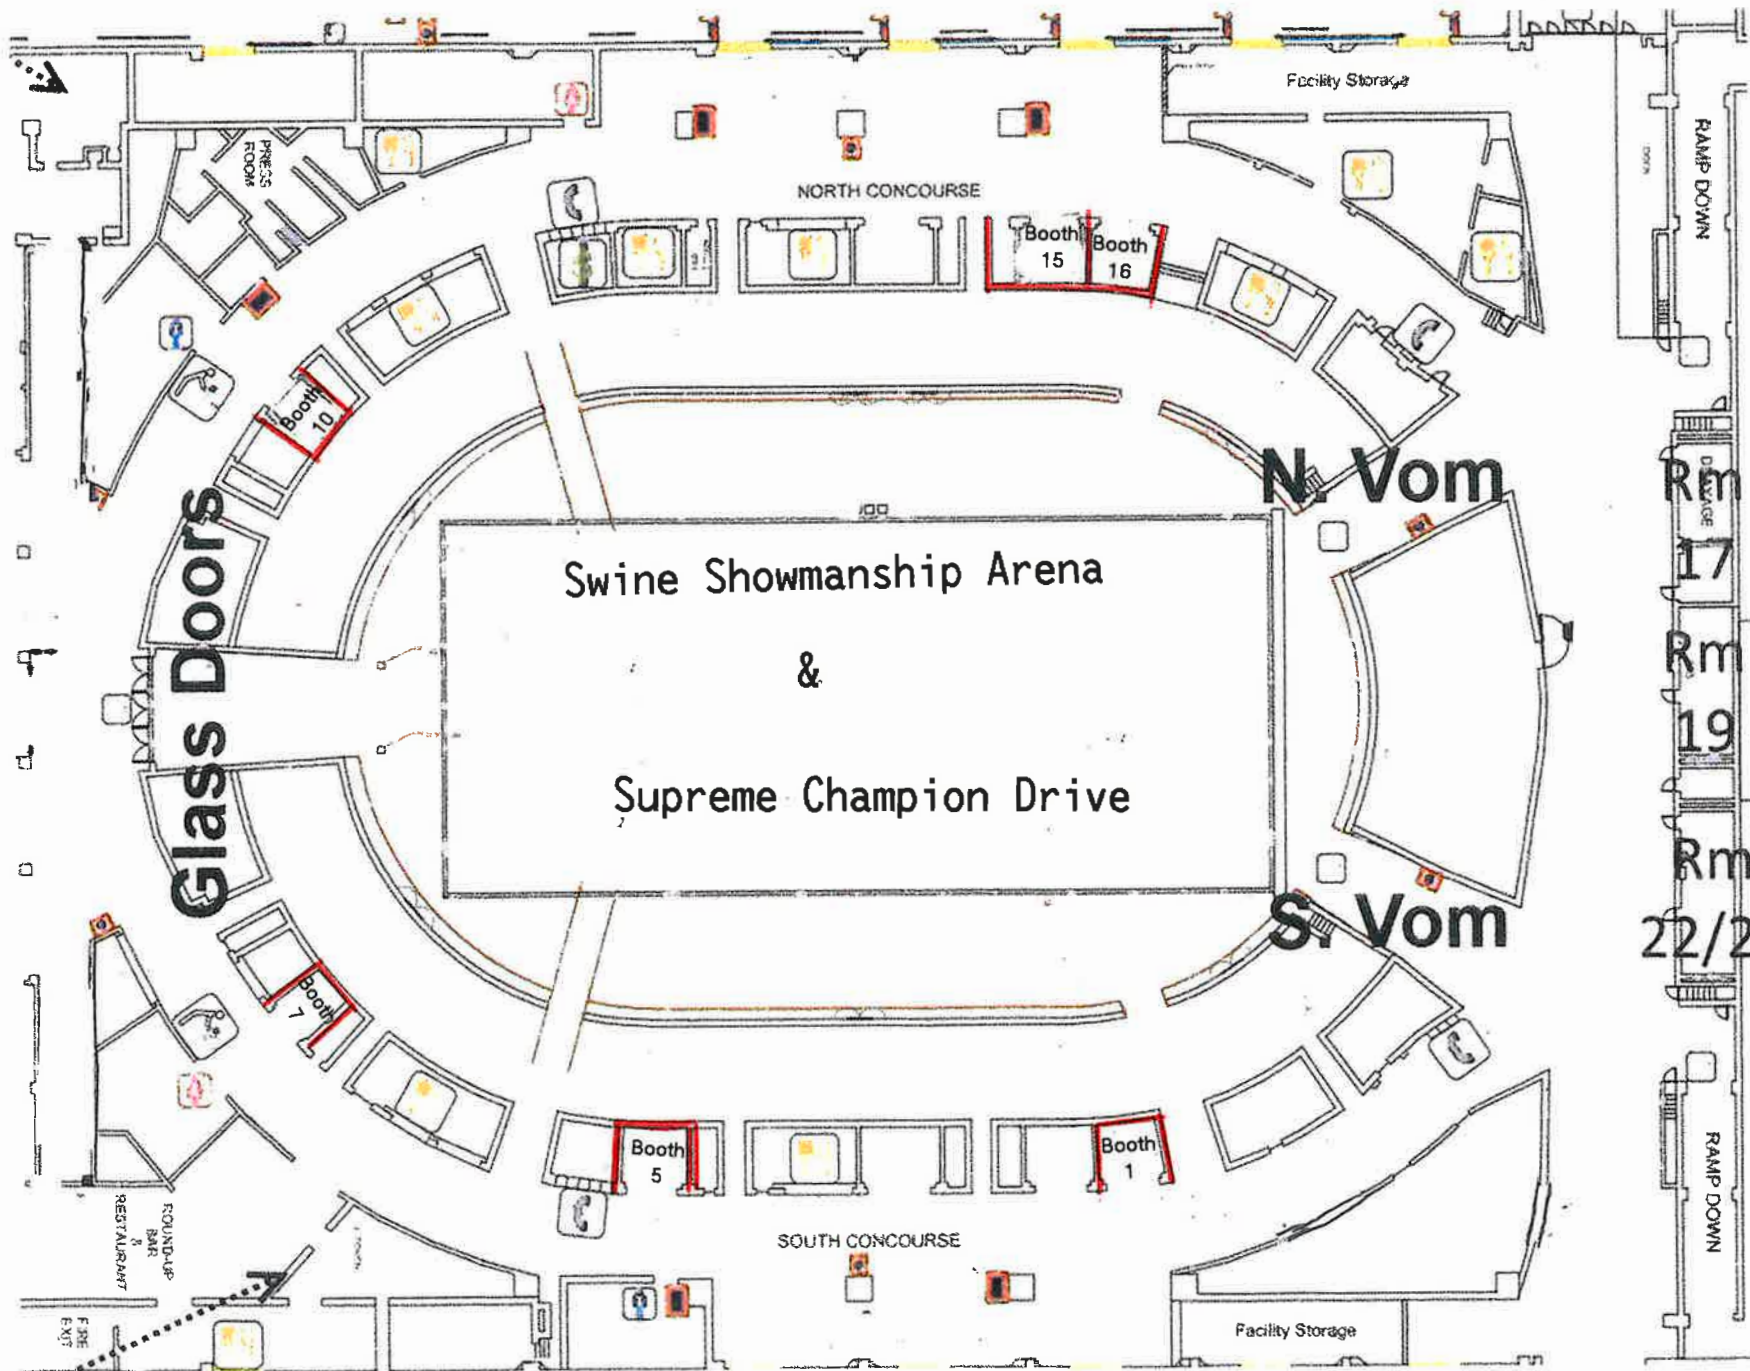 Facility Storage
PRESS
ROOM
NORTH CONCOURSE
RAMP DOWN
Booth
15
Booth
16
Booth
10
N. Vom
Rm
17
Glass Doors
Swine Showmanship Arena
&
Supreme Champion Drive
Rm
19
Rm
22/2
S. Vom
Booth
7
Booth
5
Booth
1
RAMP DOWN
SOUTH CONCOURSE
ROUND-UP
BAR
&
RESTAURANT
FIRE
EXIT
Facility Storage